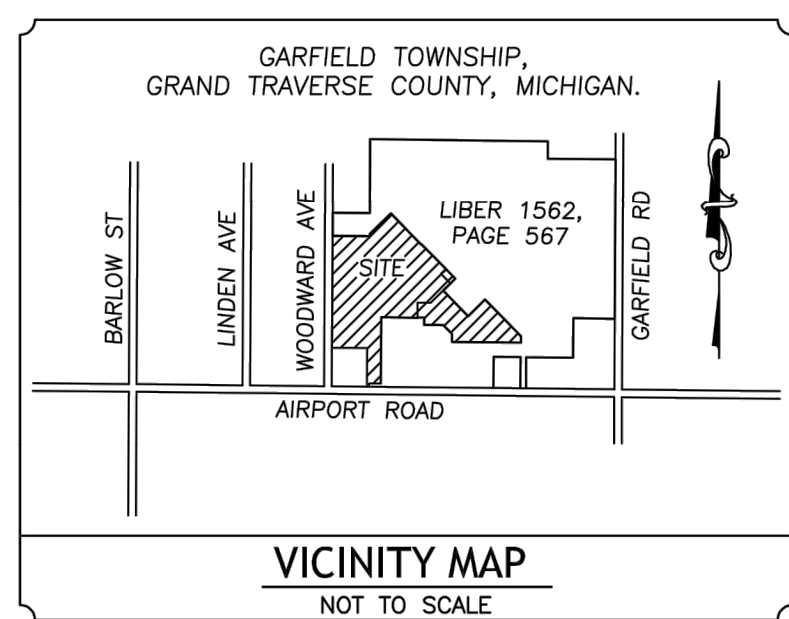 GARFIELD TOWNSHIP,
GRAND TRAVERSE COUNTY, MICHIGAN.
BARLOW ST
LINDEN AVE
WOODWARD AVE
SITE
LIBER 1562,
PAGE 567
GARFIELD RD
AIRPORT ROAD
VICINITY MAP
NOT TO SCALE